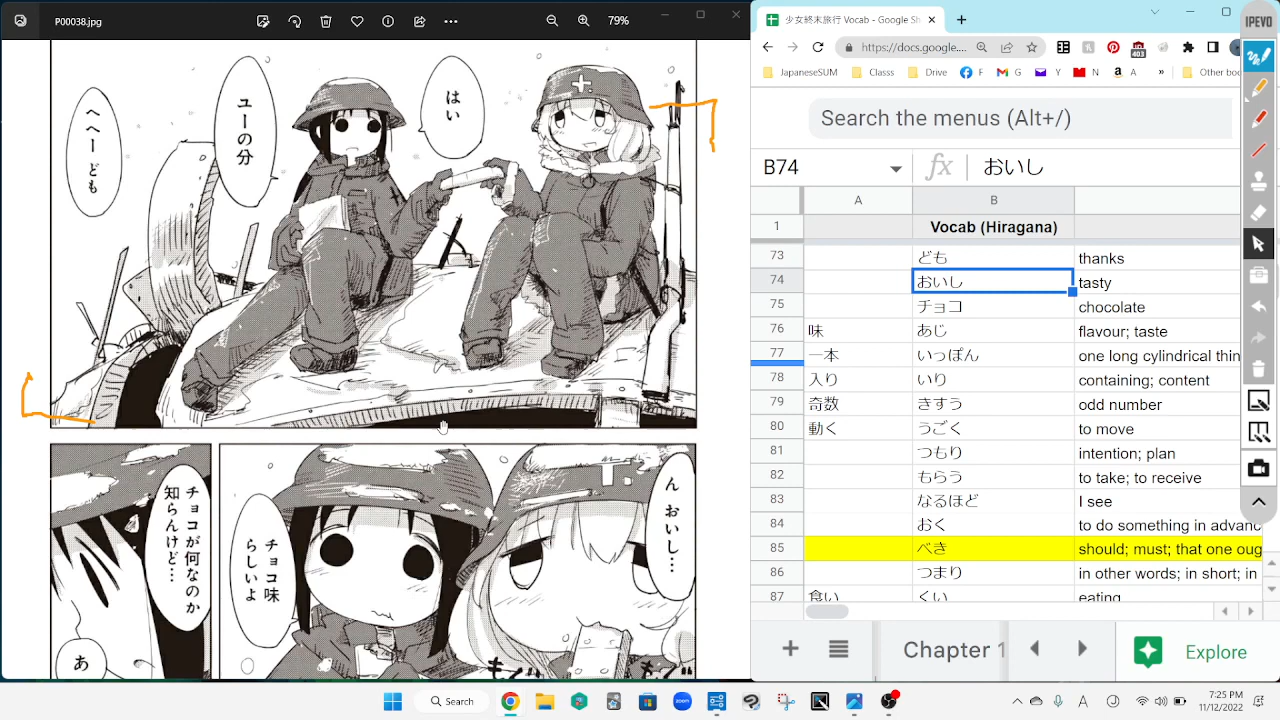 P00038.jpg
79%
はい
ユーの分
へへー ども
ん おいし…
チョコ味
らしいよ
チョコが何なのか
知らんけど…
あ
少女終末旅行 Vocab - Google Sh
https://docs.google...
403
JapaneseSUM
Classes
Drive
F
G
Y
N
A
»
Other boo
Search the menus (Alt+/)
B74
fx
おいし
A
B
1
Vocab (Hiragana)
73 ども thanks
74 おいし tasty
75 チョコ chocolate
76 味 あじ flavour; taste
77 一本 いっぽん one long cylindrical thin
78 入り いり containing; content
79 奇数 きすう odd number
80 動く うごく to move
81 つもり intention; plan
82 もらう to take; to receive
83 なるほど I see
84 おく to do something in advanc
85 べき should; must; that one oug
86 つまり in other words; in short; in
87 食い くい eating
Chapter 1
Explore
IPEVO
Search
zoom
A
7:25 PM
11/12/2022